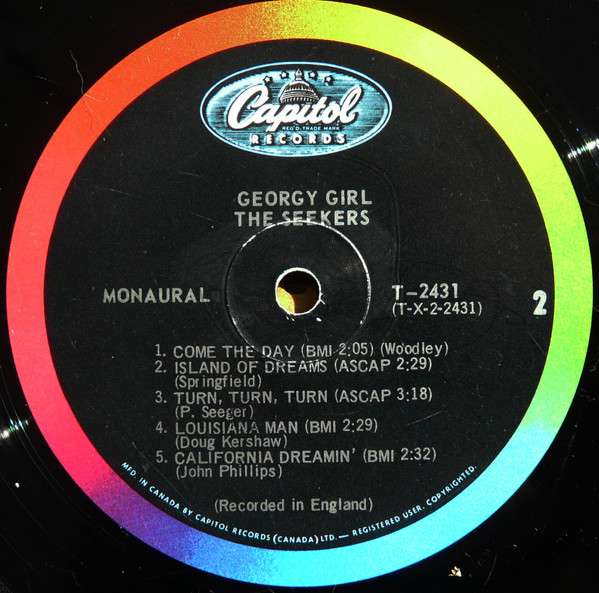 Capitol
REG'D. TRADE MARK
RECORDS
GEORGY GIRL
THE SEEKERS
MONAURAL
T-2431
(T-X-2-2431)
2
1. COME THE DAY (BMI 2:05) (Woodley)
2. ISLAND OF DREAMS (ASCAP 2:29)
(Springfield)
3. TURN, TURN, TURN (ASCAP 3:18)
(P. Seeger)
4. LOUISIANA MAN (BMI 2:29)
(Doug Kershaw)
5. CALIFORNIA DREAMIN' (BMI 2:32)
(John Phillips)
(Recorded in England)
MFD. IN CANADA BY CAPITOL RECORDS (CANADA) LTD. — REGISTERED USER. COPYRIGHTED.